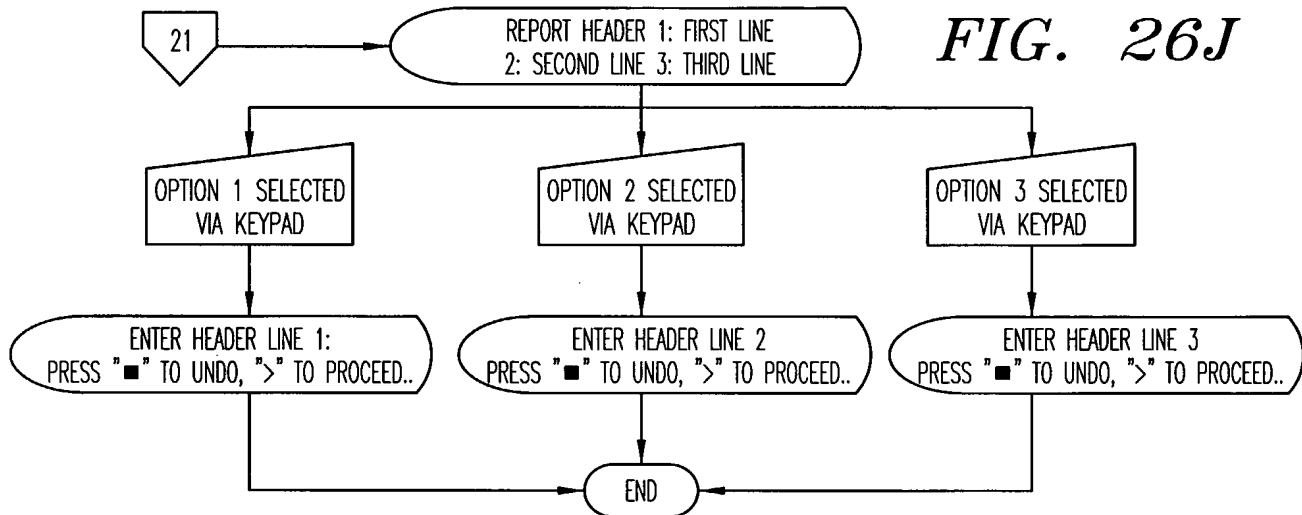 21
REPORT HEADER 1: FIRST LINE
2: SECOND LINE 3: THIRD LINE
FIG. 26J
OPTION 1 SELECTED
VIA KEYPAD
OPTION 2 SELECTED
VIA KEYPAD
OPTION 3 SELECTED
VIA KEYPAD
ENTER HEADER LINE 1:
PRESS "■" TO UNDO, ">" TO PROCEED..
ENTER HEADER LINE 2
PRESS "■" TO UNDO, ">" TO PROCEED..
ENTER HEADER LINE 3
PRESS "■" TO UNDO, ">" TO PROCEED..
END